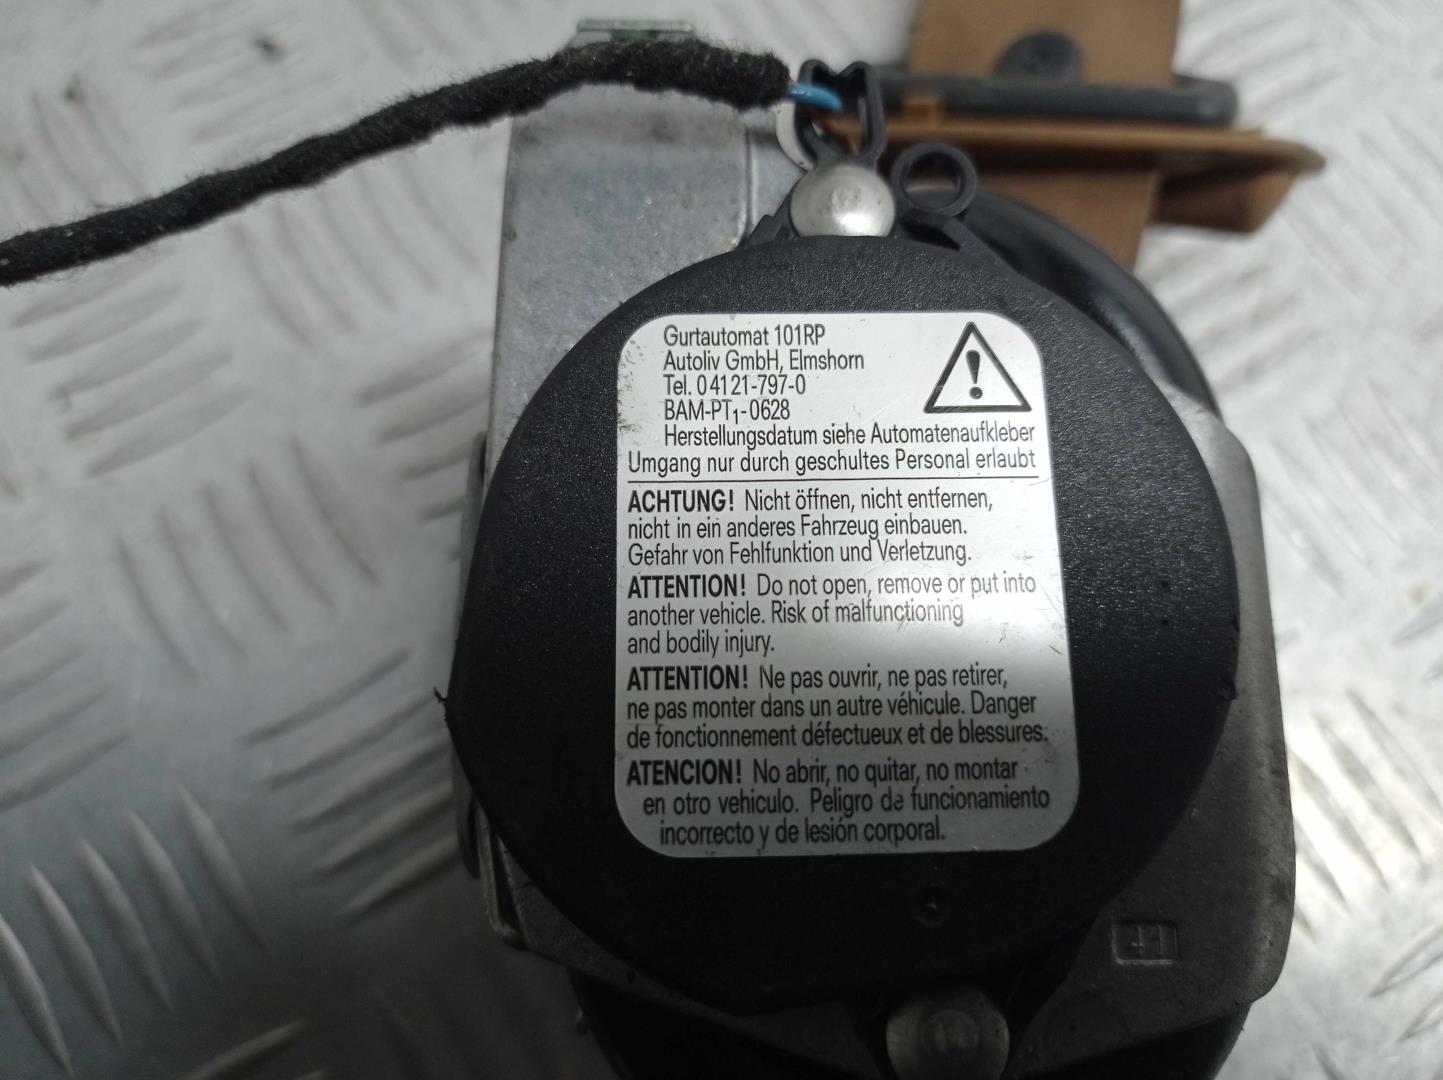 Gurtautomat 101RP
Autoliv GmbH, Elmshorn
Tel. 0 41 21-797-0
BAM-PT₁-0628
Herstellungsdatum siehe Automatenaufkleber
Umgang nur durch geschultes Personal erlaubt
ACHTUNG! Nicht öffnen, nicht entfernen,
nicht in ein anderes Fahrzeug einbauen.
Gefahr von Fehlfunktion und Verletzung.
ATTENTION! Do not open, remove or put into
another vehicle. Risk of malfunctioning
and bodily injury.
ATTENTION! Ne pas ouvrir, ne pas retirer,
ne pas monter dans un autre véhicule. Danger
de fonctionnement défectueux et de blessures.
ATENCION! No abrir, no quitar, no montar
en otro vehiculo. Peligro de funcionamiento
incorrecto y de lesión corporal.
41